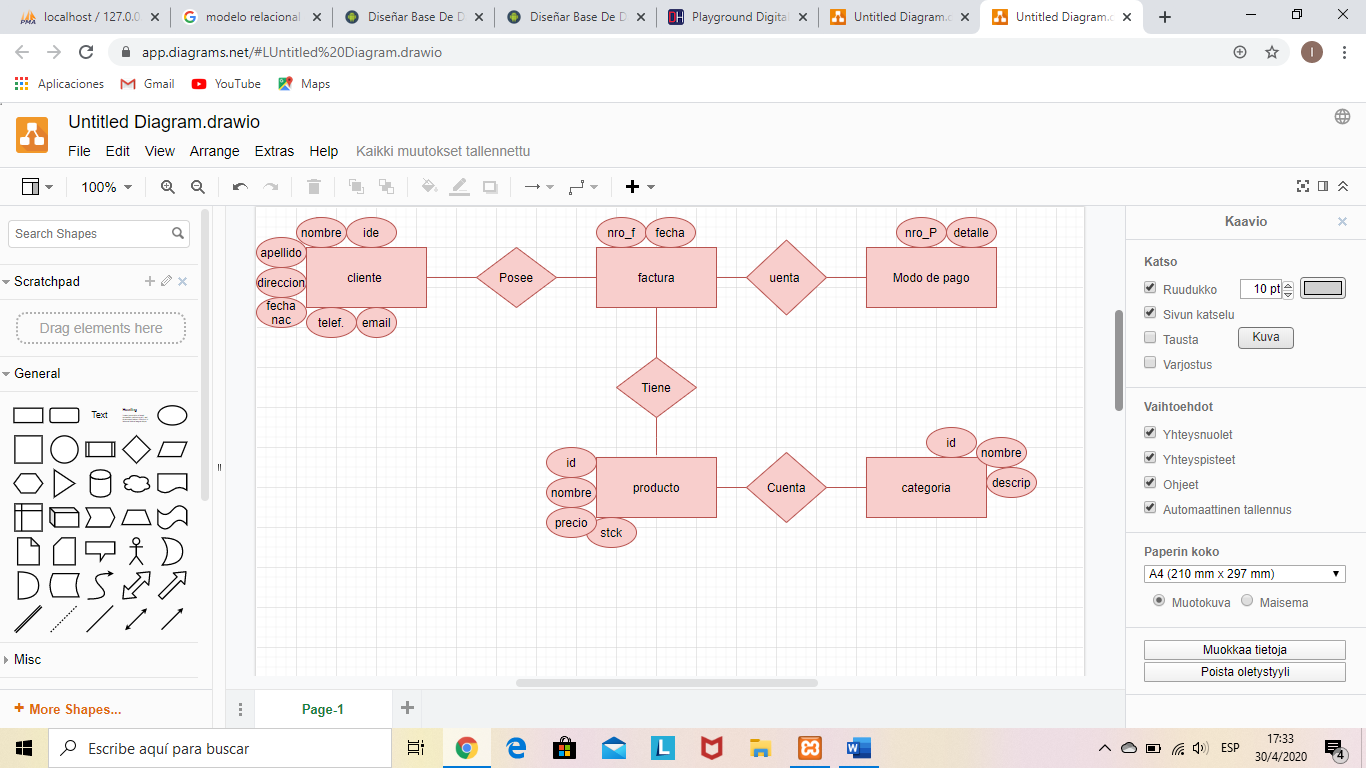 localhost / 127.0.0
modelo relacional
Diseñar Base De D
Diseñar Base De D
Playground Digital
Untitled Diagram.d
Untitled Diagram.d
app.diagrams.net/#LUntitled%20Diagram.drawio
I
Aplicaciones
Gmail
YouTube
Maps
Untitled Diagram.drawio
File Edit View Arrange Extras Help Kaikki muutokset tallennettu
100%
Search Shapes
Scratchpad
Drag elements here
General
Text
Heading
Misc
+ More Shapes...
nombre
ide
apellido
direccion
fecha
nac
telef.
email
cliente
Posee
nro_f
fecha
factura
uenta
nro_P
detalle
Modo de pago
Tiene
id
nombre
precio
stck
producto
Cuenta
id
nombre
descrip
categoria
Page-1
Kaavio
Katso
Ruudukko
10 pt
Sivun katselu
Tausta
Kuva
Varjostus
Vaihtoehdot
Yhteysnuolet
Yhteyspisteet
Ohjeet
Automaattinen tallennus
Paperin koko
A4 (210 mm x 297 mm)
Muotokuva
Maisema
Muokkaa tietoja
Poista oletystyyli
Escribe aquí para buscar
L
ESP
17:33
30/4/2020
4